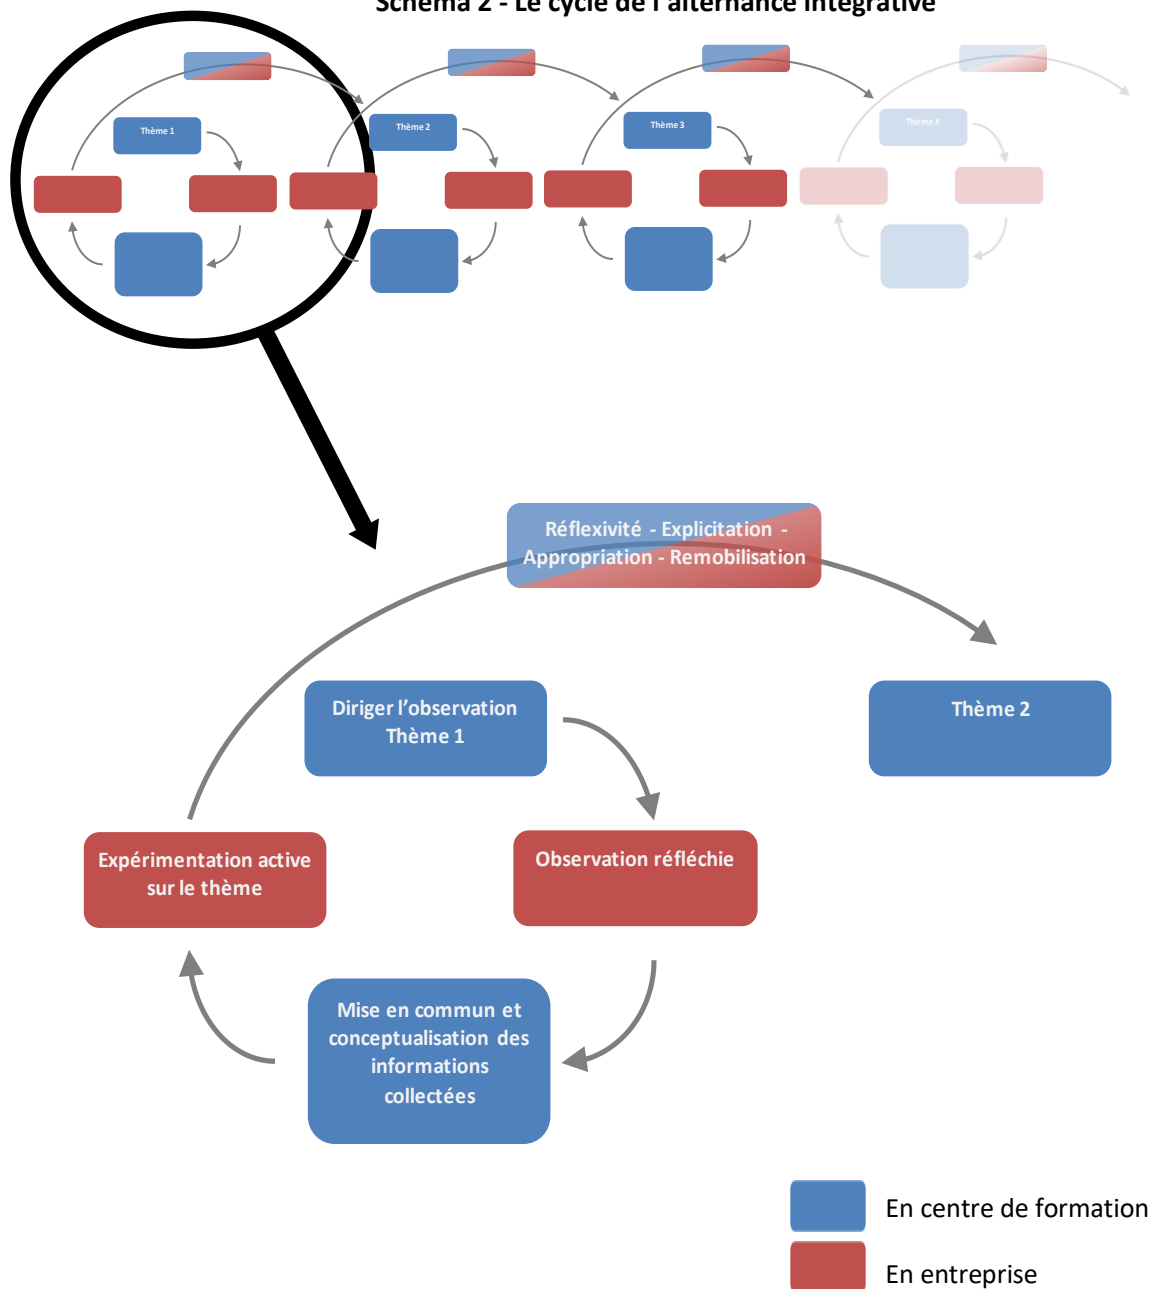 Schéma 2 - Le cycle de l'alternance intégrative
Thème 1
Thème 2
Thème 3
Thème X
Réflexivité - Explicitation -
Appropriation - Remobilisation
Diriger l’observation
Thème 1
Thème 2
Expérimentation active
sur le thème
Observation réfléchie
Mise en commun et
conceptualisation des
informations
collectées
En centre de formation
En entreprise